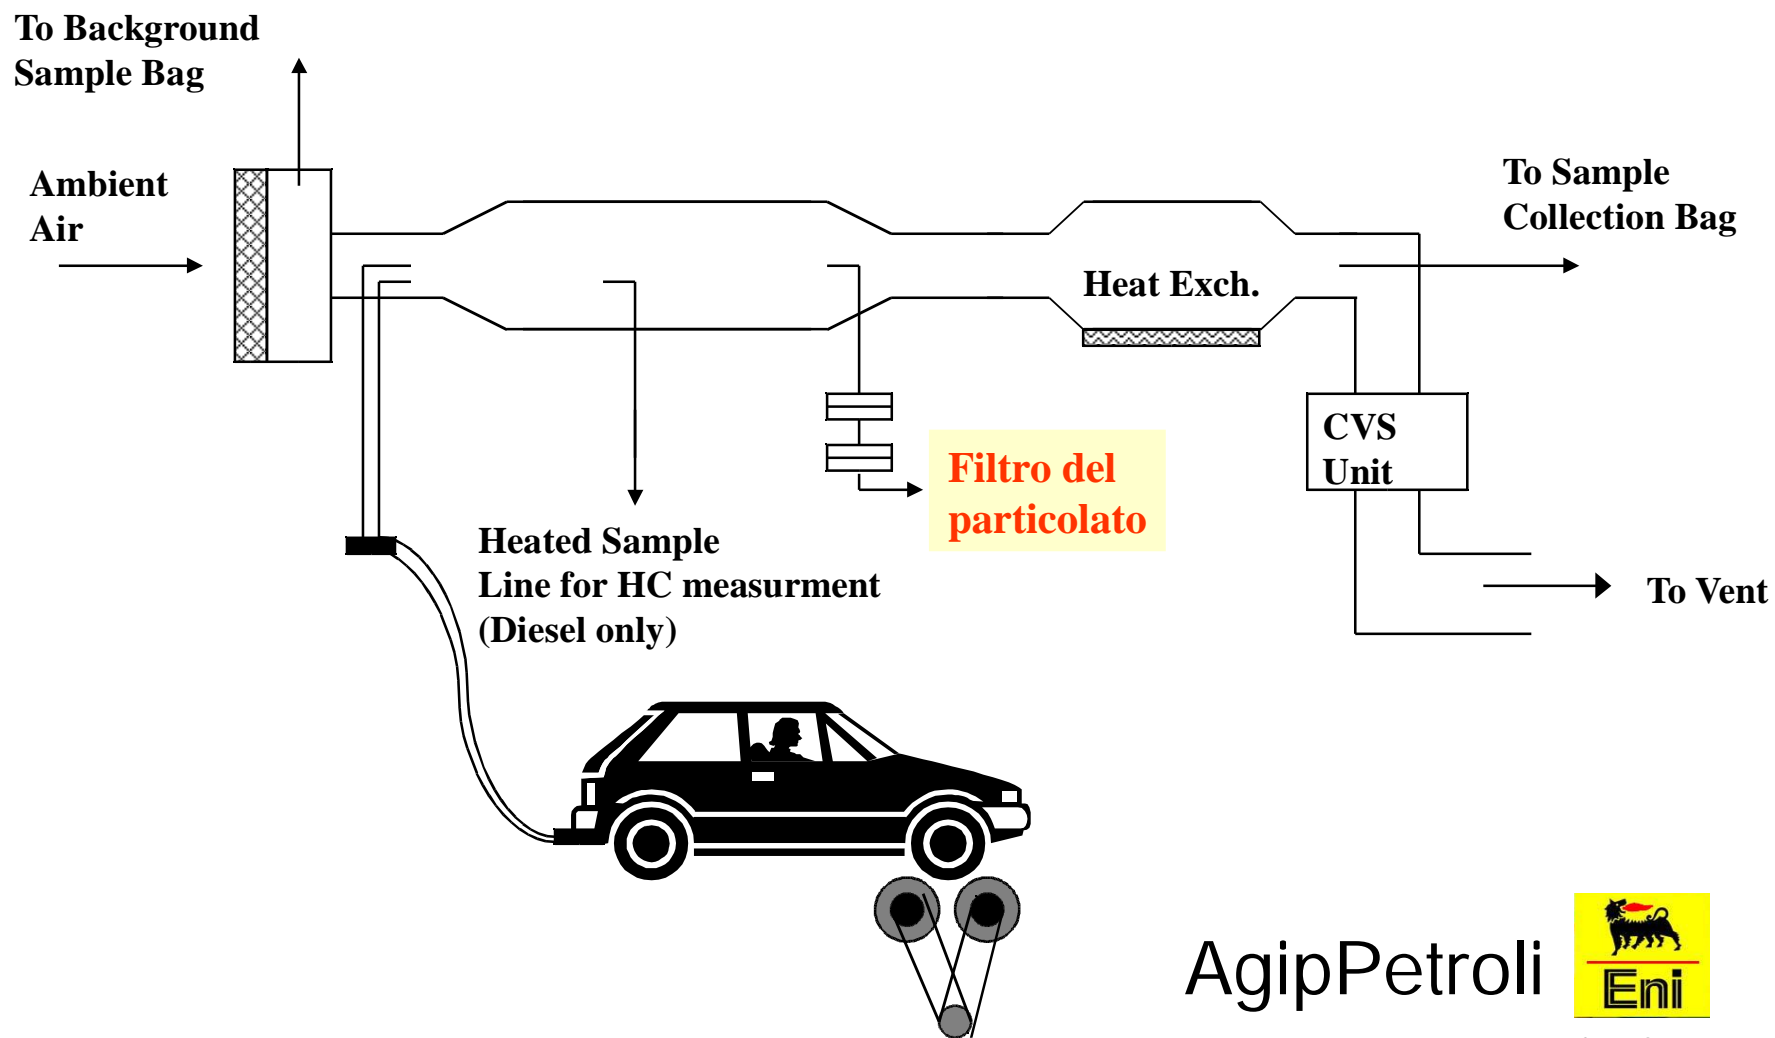 To Background
Sample Bag
Ambient
Air
To Sample
Collection Bag
Heat Exch.
CVS
Unit
Filtro del
particolato
Heated Sample
Line for HC measurment
(Diesel only)
To Vent
AgipPetroli
Eni